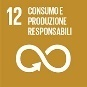 12 CONSUMO E
PRODUZIONE
RESPONSABILI